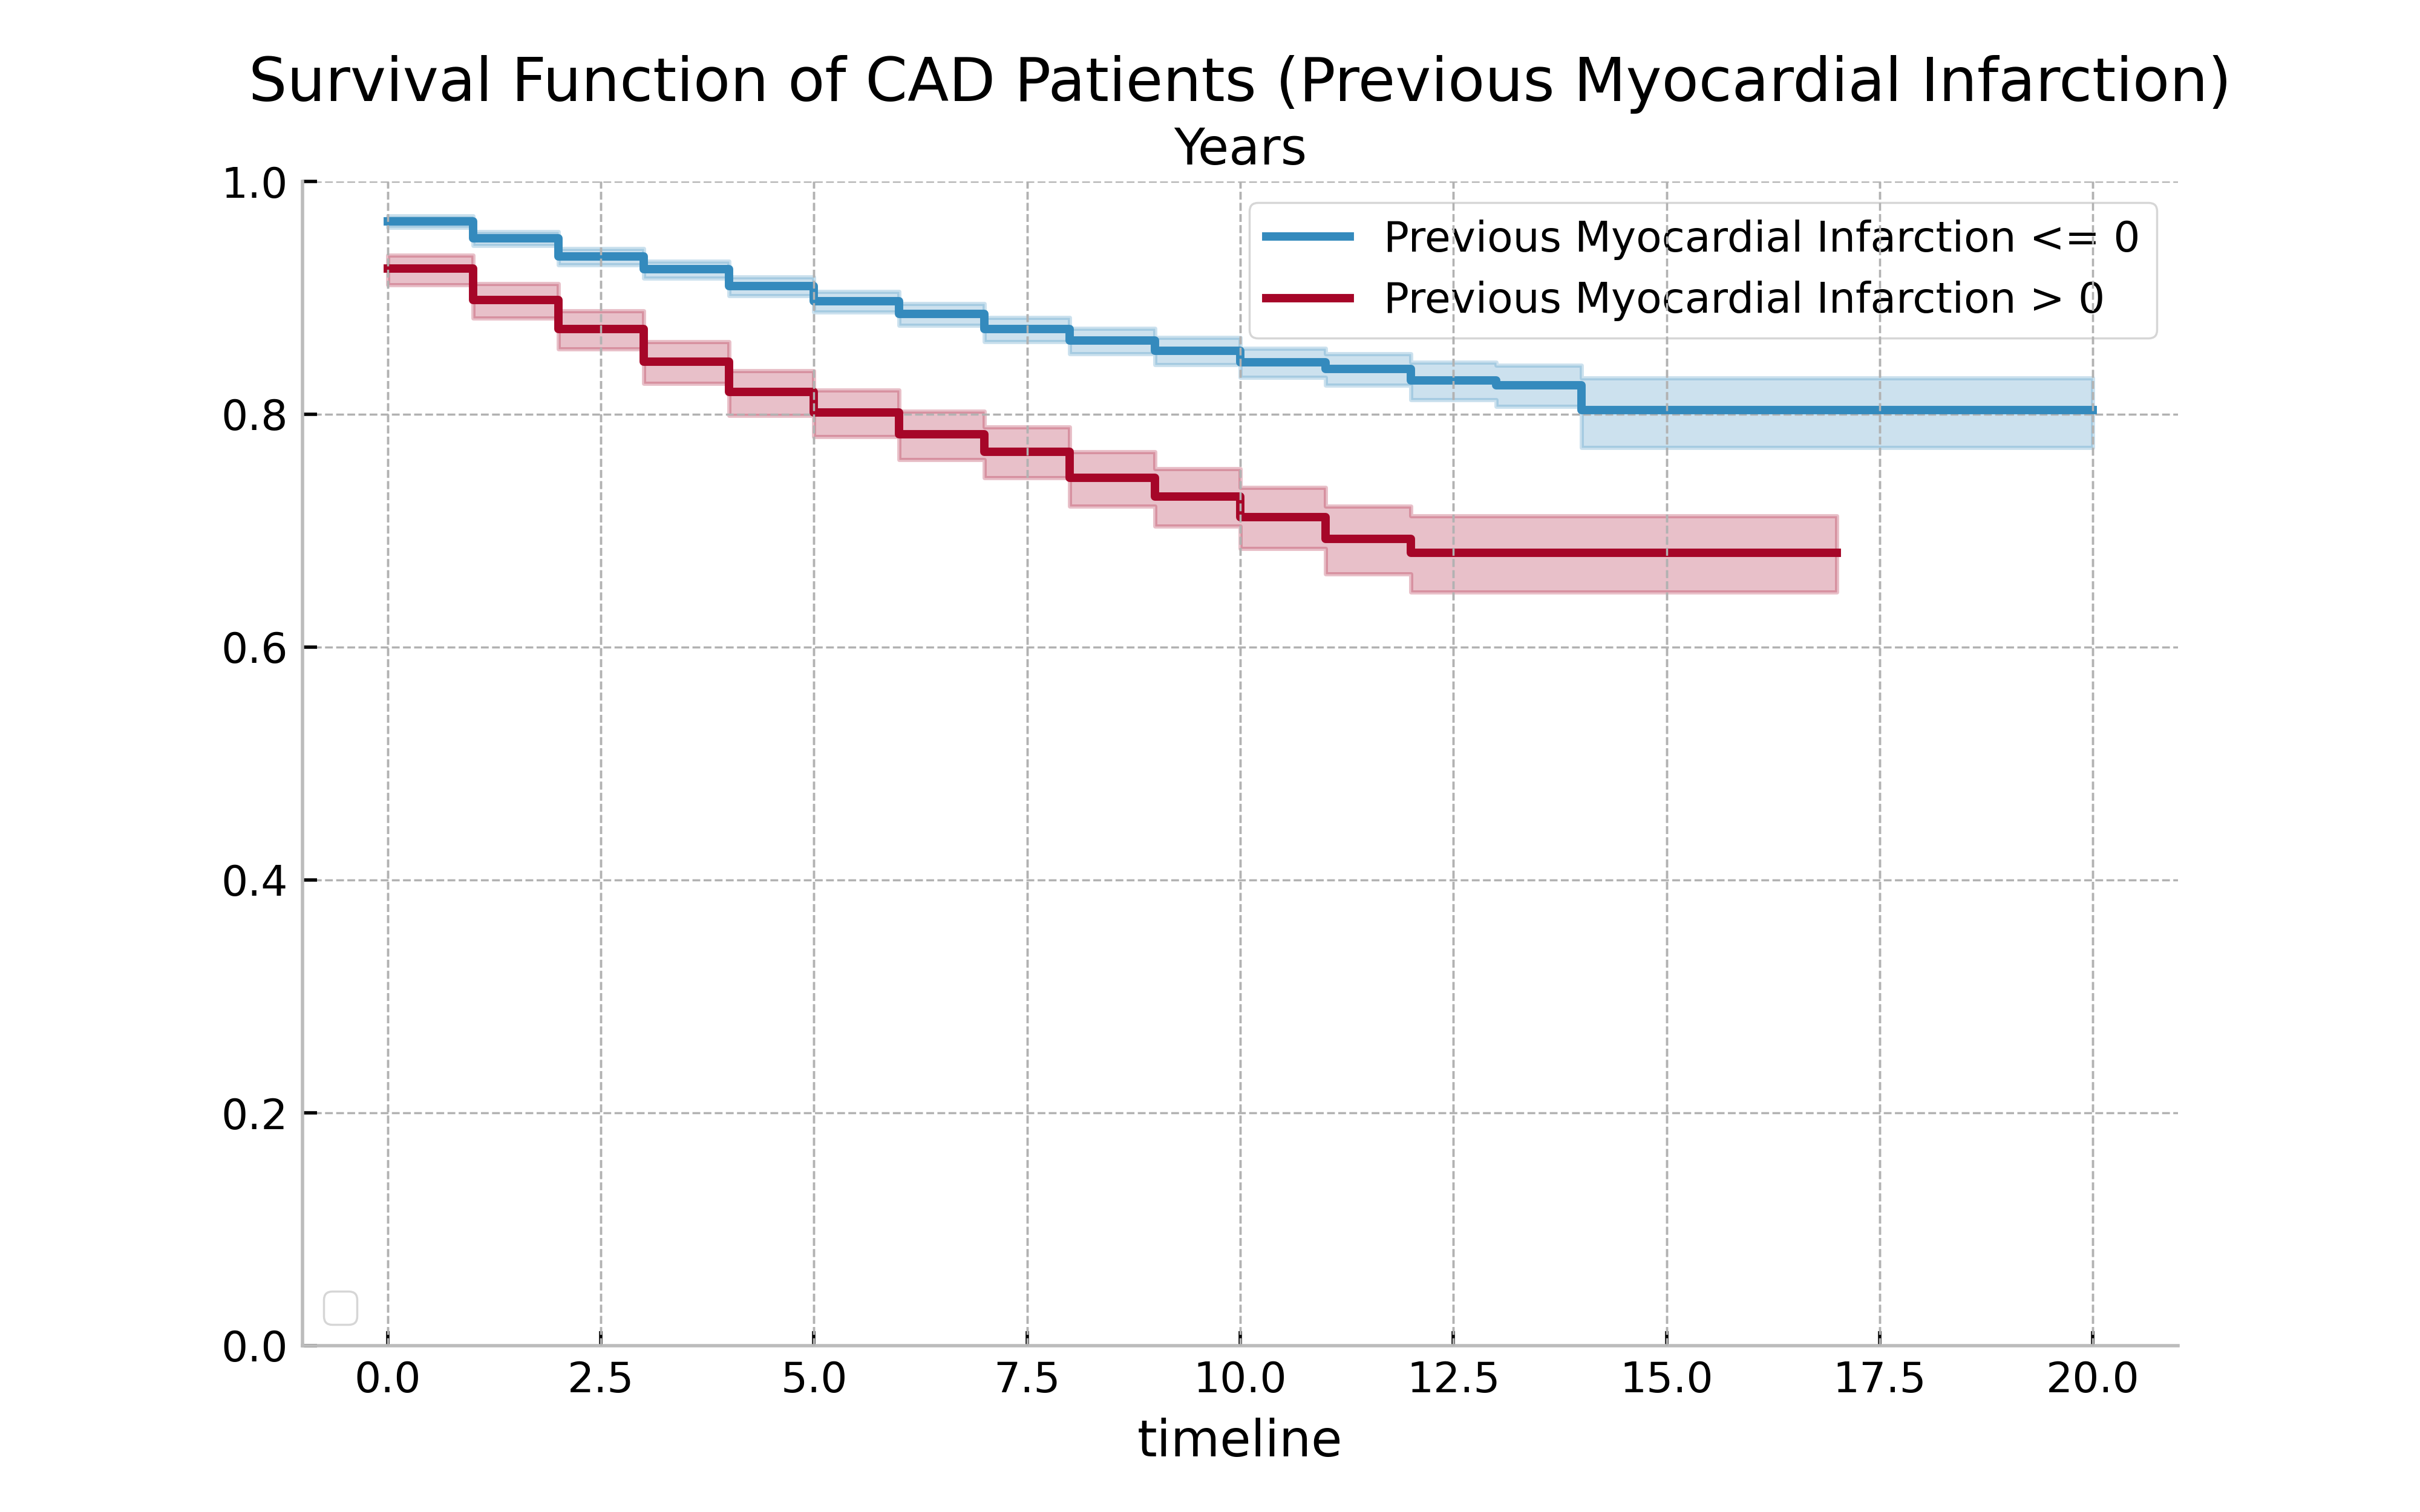 Survival Function of CAD Patients (Previous Myocardial Infarction)
Years
Previous Myocardial Infarction <= 0
Previous Myocardial Infarction > 0
1.0
0.8
0.6
0.4
0.2
0.0
0.0 2.5 5.0 7.5 10.0 12.5 15.0 17.5 20.0
timeline